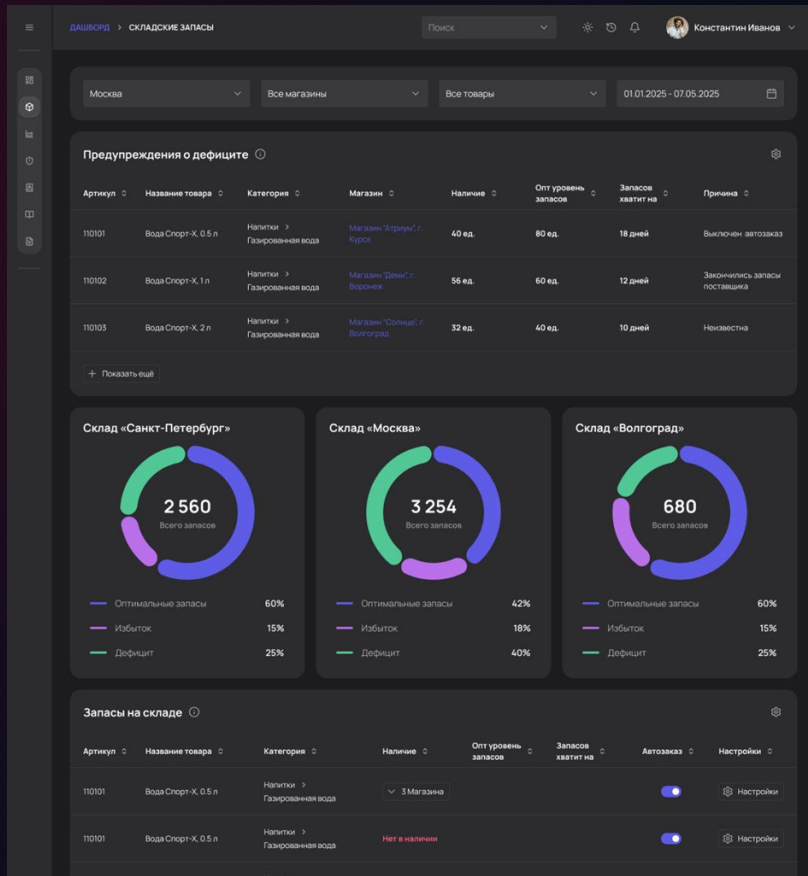 ДАШБОРД > СКЛАДСКИЕ ЗАПАСЫ
Поиск
Константин Иванов
Москва
Все магазины
Все товары
01.01.2025 - 07.05.2025
Предупреждения о дефиците
Артикул Название товара Категория Магазин Наличие Опт уровень запасов Запасов хватит на Причина
110101 Вода Спорт-Х, 0.5 л Напитки > Газированная вода Магазин "Атриум", г. Курск 40 ед. 80 ед. 18 дней Выключен автозаказ
110102 Вода Спорт-Х, 1 л Напитки > Газированная вода Магазин "Деми", г. Воронеж 56 ед. 60 ед. 12 дней Закончились запасы поставщика
110103 Вода Спорт-Х, 2 л Напитки > Газированная вода Магазин "Солнце", г. Волгоград 32 ед. 40 ед. 10 дней Неизвестна
+ Показать ещё
Склад «Санкт-Петербург»
2 560
Всего запасов
Оптимальные запасы 60%
Избыток 15%
Дефицит 25%
Склад «Москва»
3 254
Всего запасов
Оптимальные запасы 42%
Избыток 18%
Дефицит 40%
Склад «Волгоград»
680
Всего запасов
Оптимальные запасы 60%
Избыток 15%
Дефицит 25%
Запасы на складе
Артикул Название товара Категория Наличие Опт уровень запасов Запасов хватит на Автозаказ Настройки
110101 Вода Спорт-Х, 0.5 л Напитки > Газированная вода 3 Магазина Настройки
110101 Вода Спорт-Х, 0.5 л Напитки > Газированная вода Нет в наличии Настройки